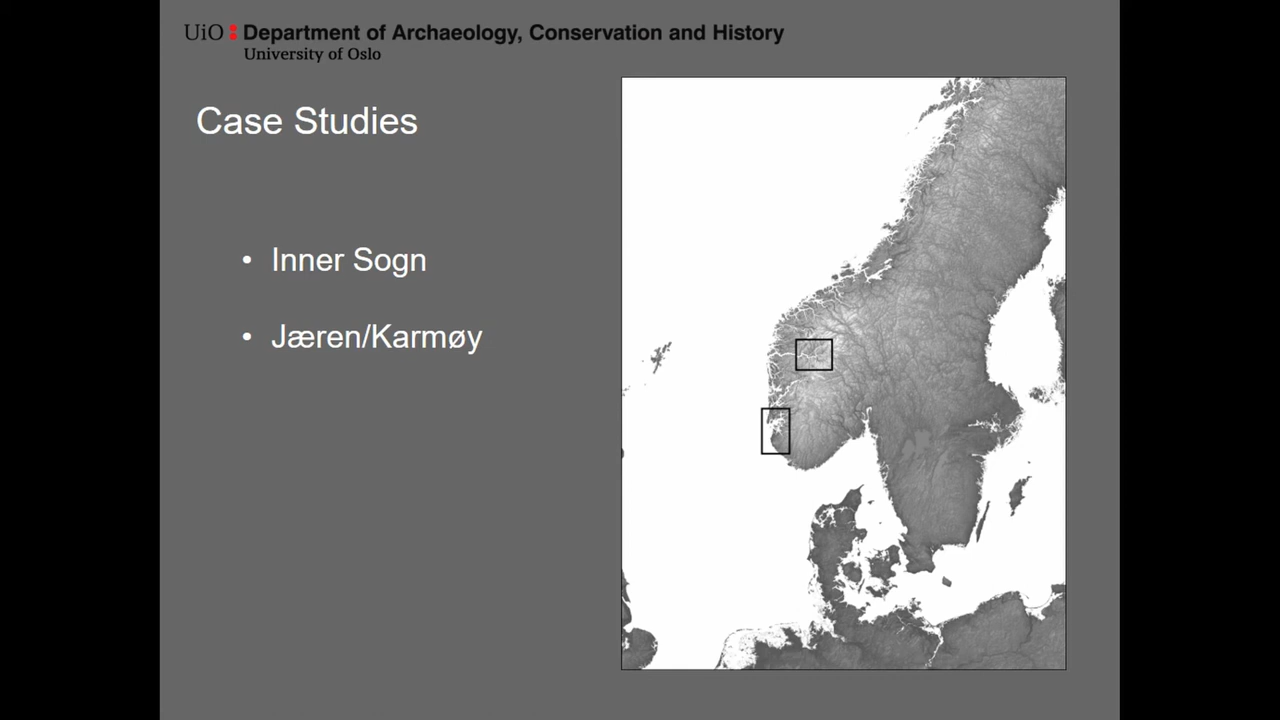 UiO Department of Archaeology, Conservation and History
University of Oslo
Case Studies
• Inner Sogn
• Jæren/Karmøy